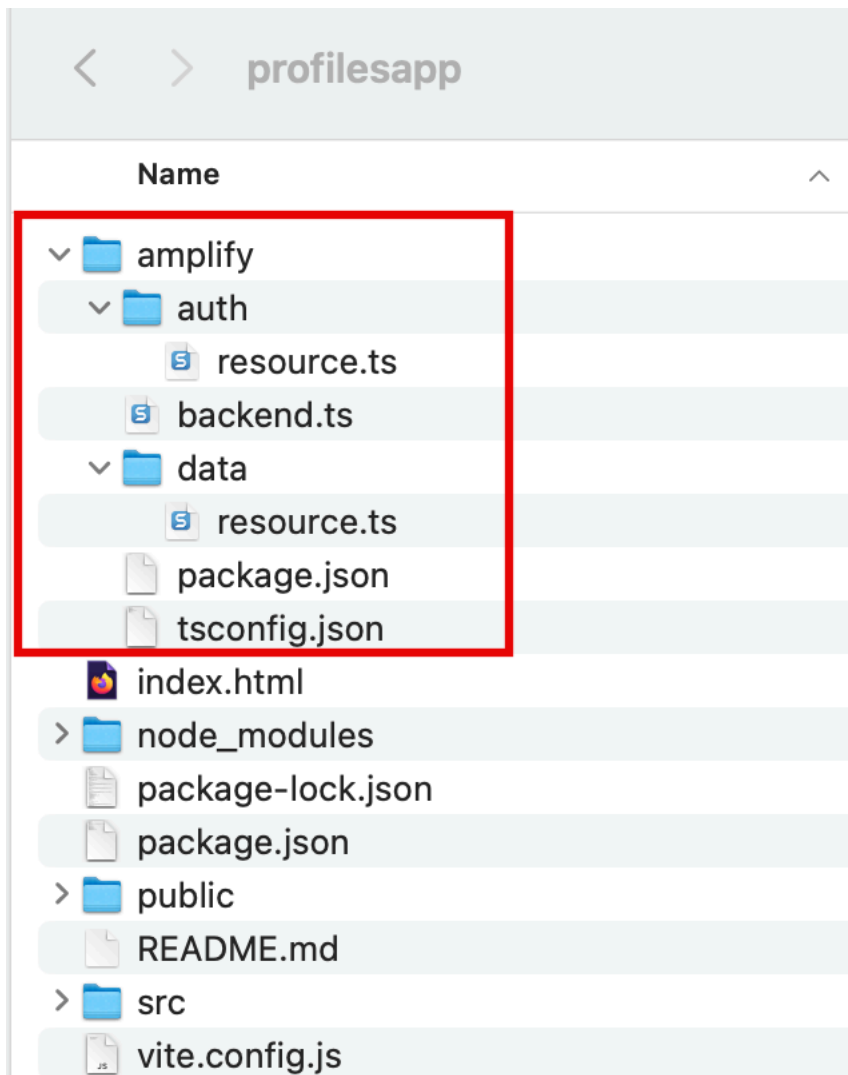 profilesapp
Name
amplify
auth
resource.ts
backend.ts
data
resource.ts
package.json
tsconfig.json
index.html
node_modules
package-lock.json
package.json
public
README.md
src
vite.config.js